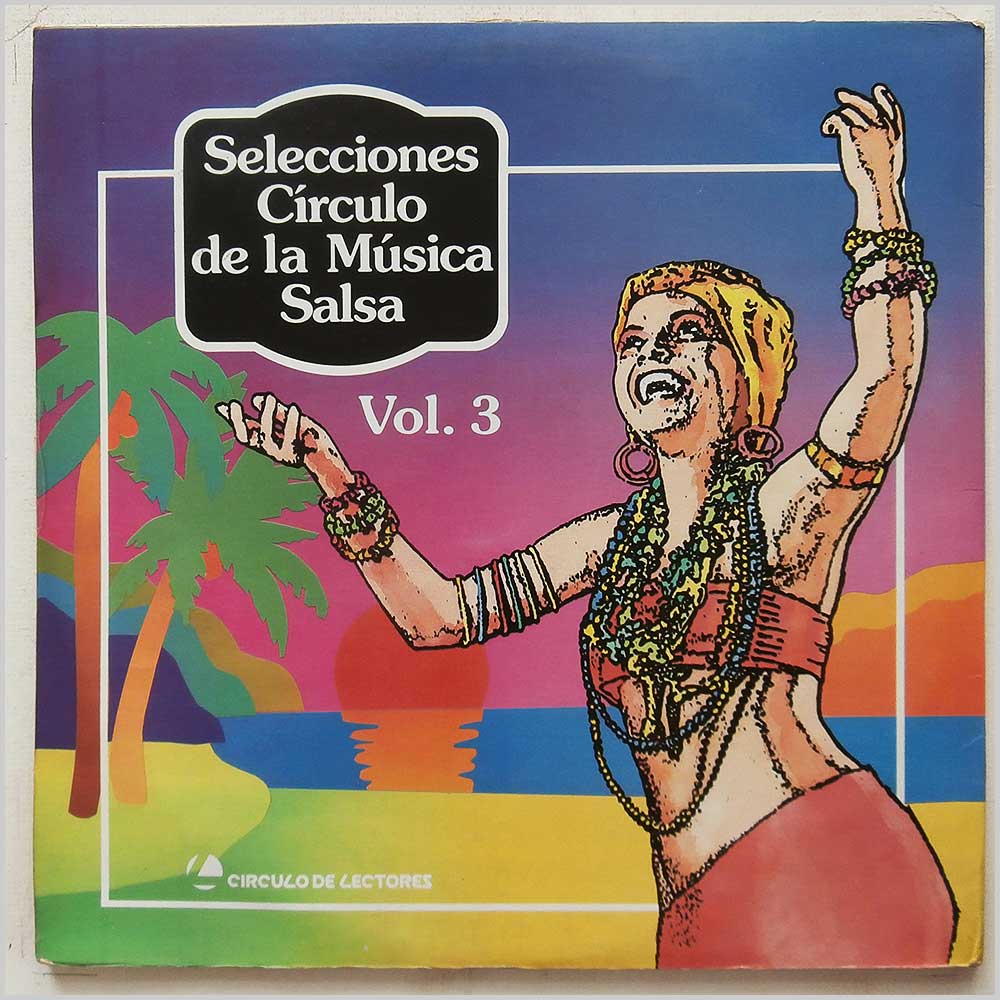 Selecciones
Círculo
de la Música
Salsa
Vol. 3
CIRCULO DE LECTORES